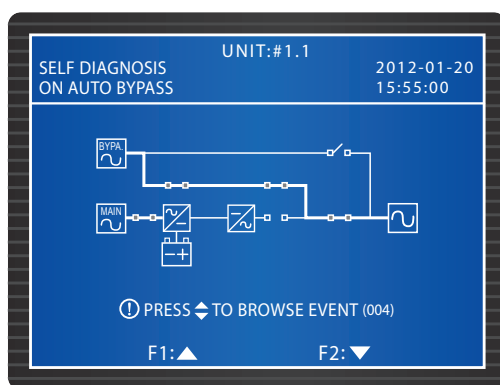 UNIT:#1.1
SELF DIAGNOSIS
ON AUTO BYPASS
2012-01-20
15:55:00
BYPA.
MAIN
PRESS TO BROWSE EVENT (004)
F1: F2: